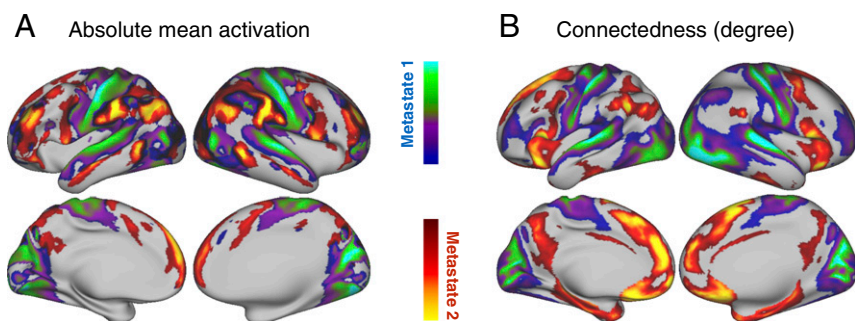 A Absolute mean activation
B Connectedness (degree)
Metastate 1
Metastate 2